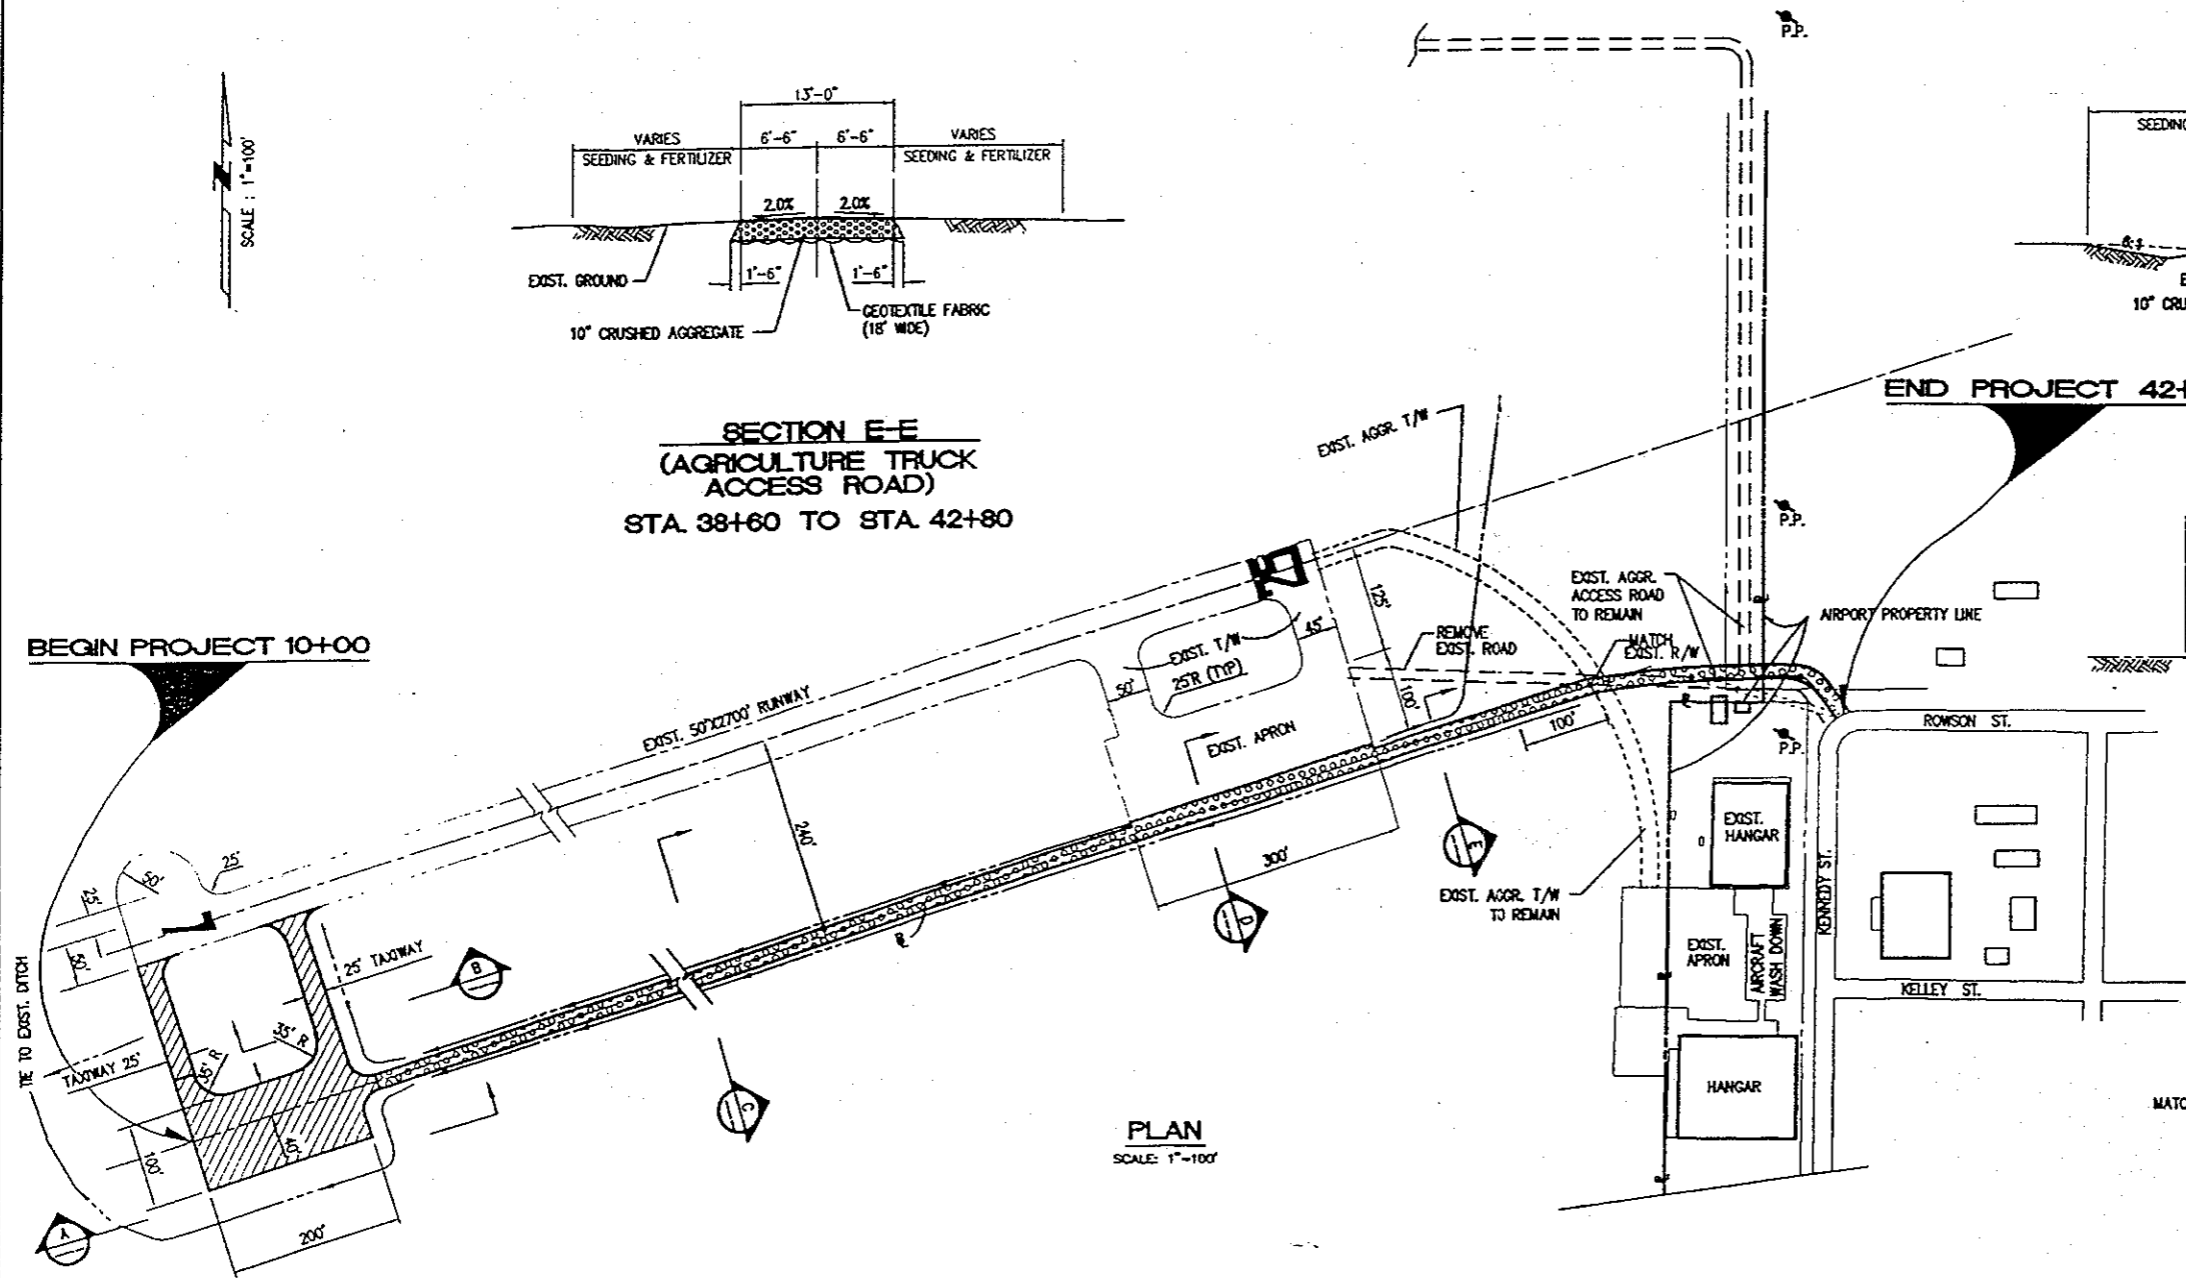 P.P.
SCALE : 1"=100'
13'-0"
VARIES
6'-6"
6'-6"
VARIES
SEEDING & FERTILIZER
SEEDING & FERTILIZER
2.0%
2.0%
1'-6"
1'-6"
EXIST. GROUND
GEOTEXTILE FABRIC
(18' WIDE)
10" CRUSHED AGGREGATE
SECTION E-E
(AGRICULTURE TRUCK
ACCESS ROAD)
STA. 38+60 TO STA. 42+80
SEEDING
10" CRU
END PROJECT 42+
EXIST. AGGR. T/W
P.P.
EXIST. AGGR.
ACCESS ROAD
TO REMAIN
AIRPORT PROPERTY LINE
MATCH
EXIST. R/W
REMOVE
EXIST. ROAD
BEGIN PROJECT 10+00
EXIST. 50'X2700' RUNWAY
EXIST. T/W
25'R (TYP)
45'
50'
125'
100'
EXIST. APRON
100'
300'
240'
ROWSON ST.
P.P.
EXIST.
HANGAR
KENNEDY ST.
EXIST. AGGR. T/W
TO REMAIN
EXIST.
APRON
AIRCRAFT
WASH DOWN
KELLEY ST.
HANGAR
MATC
25'
50'
25'
50'
25' TAXIWAY
35' R
35' R
TAXIWAY 25'
TIE TO EXIST. DITCH
40'
100'
200'
A
B
C
D
E
PLAN
SCALE: 1"-100'